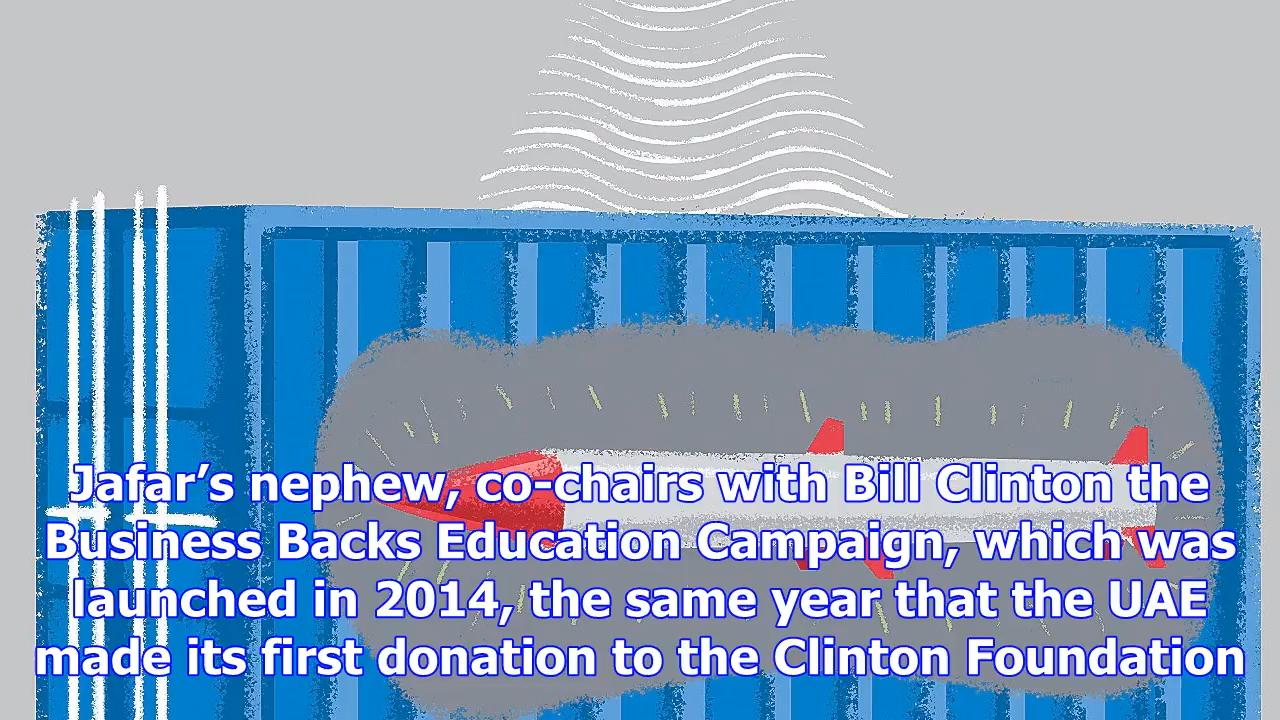 Jafar’s nephew, co-chairs with Bill Clinton the
Business Backs Education Campaign, which was
launched in 2014, the same year that the UAE
made its first donation to the Clinton Foundation